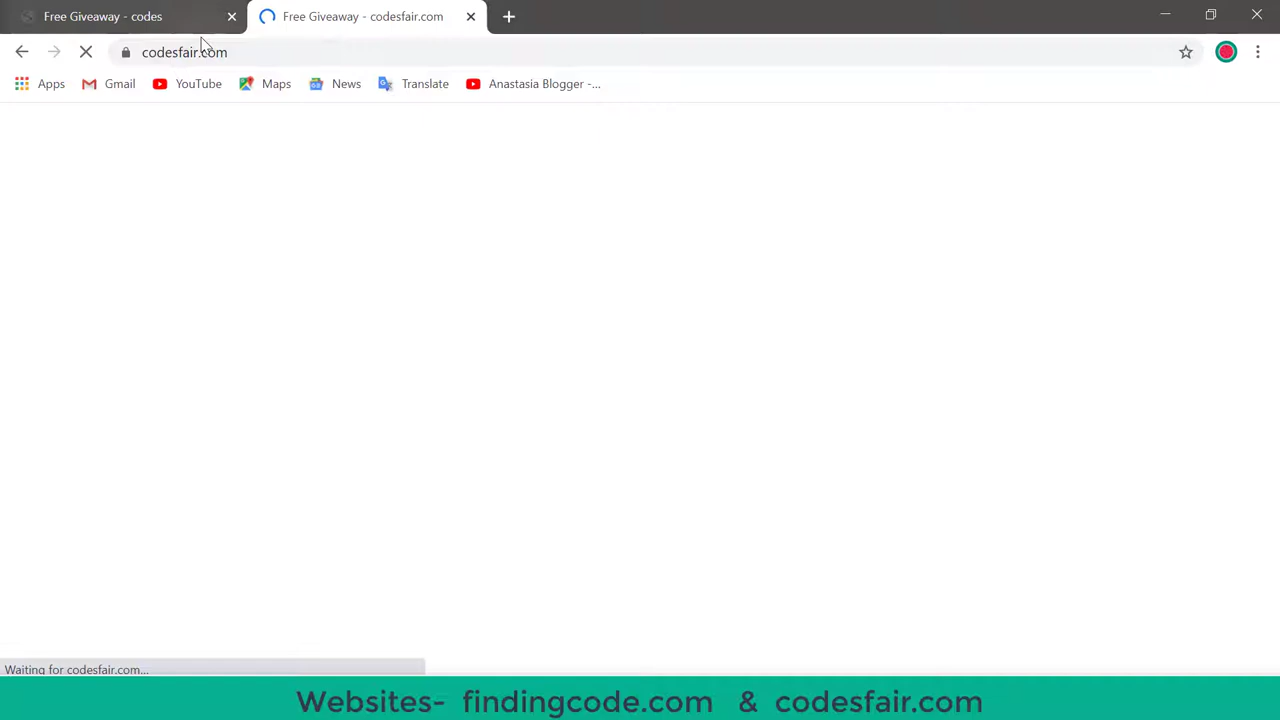 Free Giveaway - codes
Free Giveaway - codesfair.com
codesfair.com
Apps Gmail YouTube Maps News Translate Anastasia Blogger -...
Waiting for codesfair.com...
Websites- findingcode.com & codesfair.com